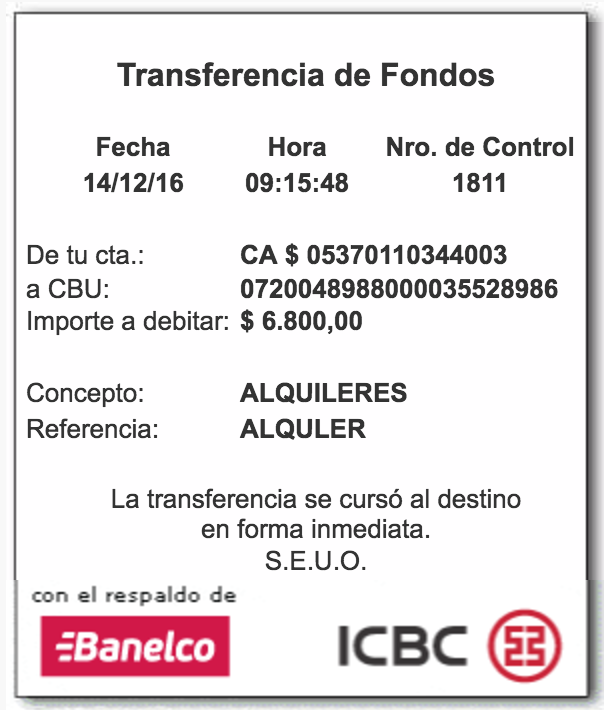 Transferencia de Fondos
Fecha Hora Nro. de Control
14/12/16 09:15:48 1811
De tu cta.: CA $ 05370110344003
a CBU: 0720048988000035528986
Importe a debitar: $ 6.800,00
Concepto: ALQUILERES
Referencia: ALQULER
La transferencia se cursó al destino
en forma inmediata.
S.E.U.O.
con el respaldo de
Banelco ICBC